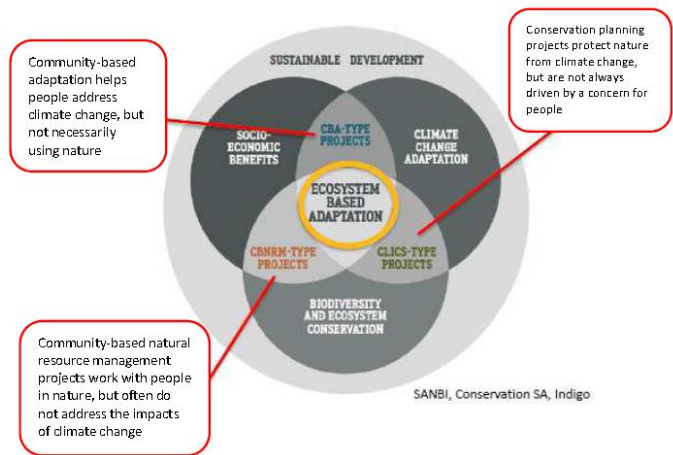 Community-based
adaptation helps
people address
climate change, but
not necessarily
using nature
Conservation planning
projects protect nature
from climate change,
but are not always
driven by a concern for
people
SUSTAINABLE DEVELOPMENT
SOCIO-
ECONOMIC
BENEFITS
CBA-TYPE
PROJECTS
CLIMATE
CHANGE
ADAPTATION
ECOSYSTEM
BASED
ADAPTATION
CBNRM-TYPE
PROJECTS
CLICS-TYPE
PROJECTS
BIODIVERSITY
AND ECOSYSTEM
CONSERVATION
Community-based natural
resource management
projects work with people
in nature, but often do
not address the impacts
of climate change
SANBI, Conservation SA, Indigo